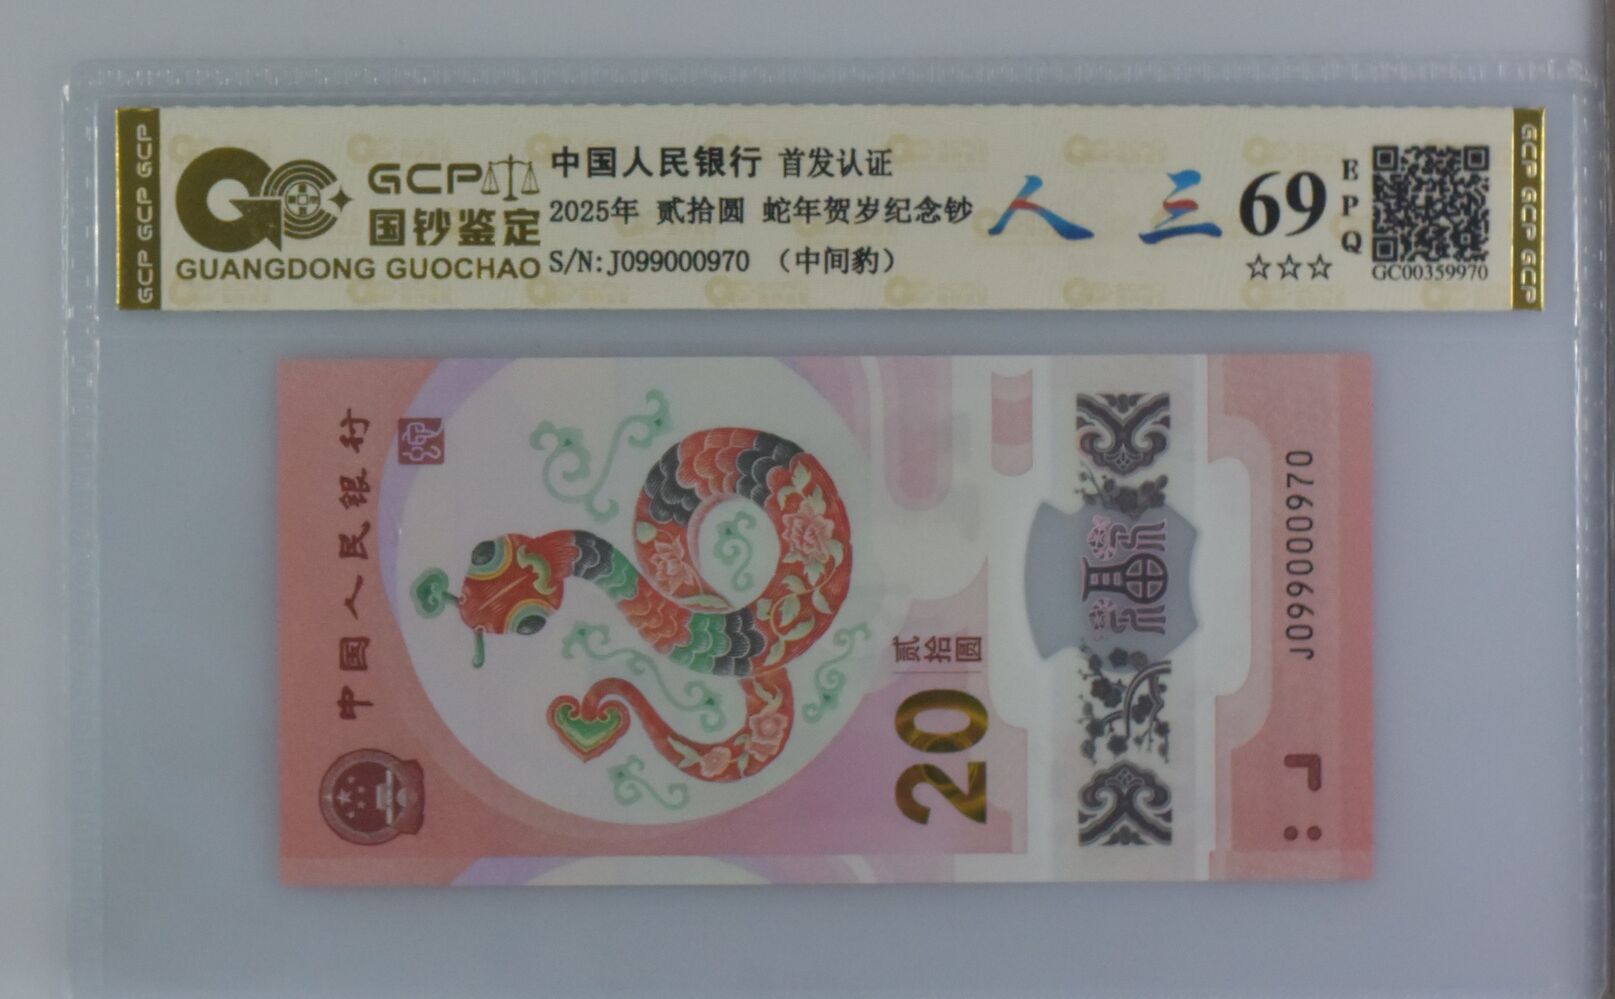 GCP GCP GCP
GCP
国钞鉴定
GUANGDONG GUOCHAO
中国人民银行 首发认证
2025年 贰拾圆 蛇年贺岁纪念钞
S/N:J099000970 （中间豹）
人 三
69
☆☆☆
EPQ
GC00359970
GCP GCP GCP
中国人民银行
贰拾圆
20
福
J099000970